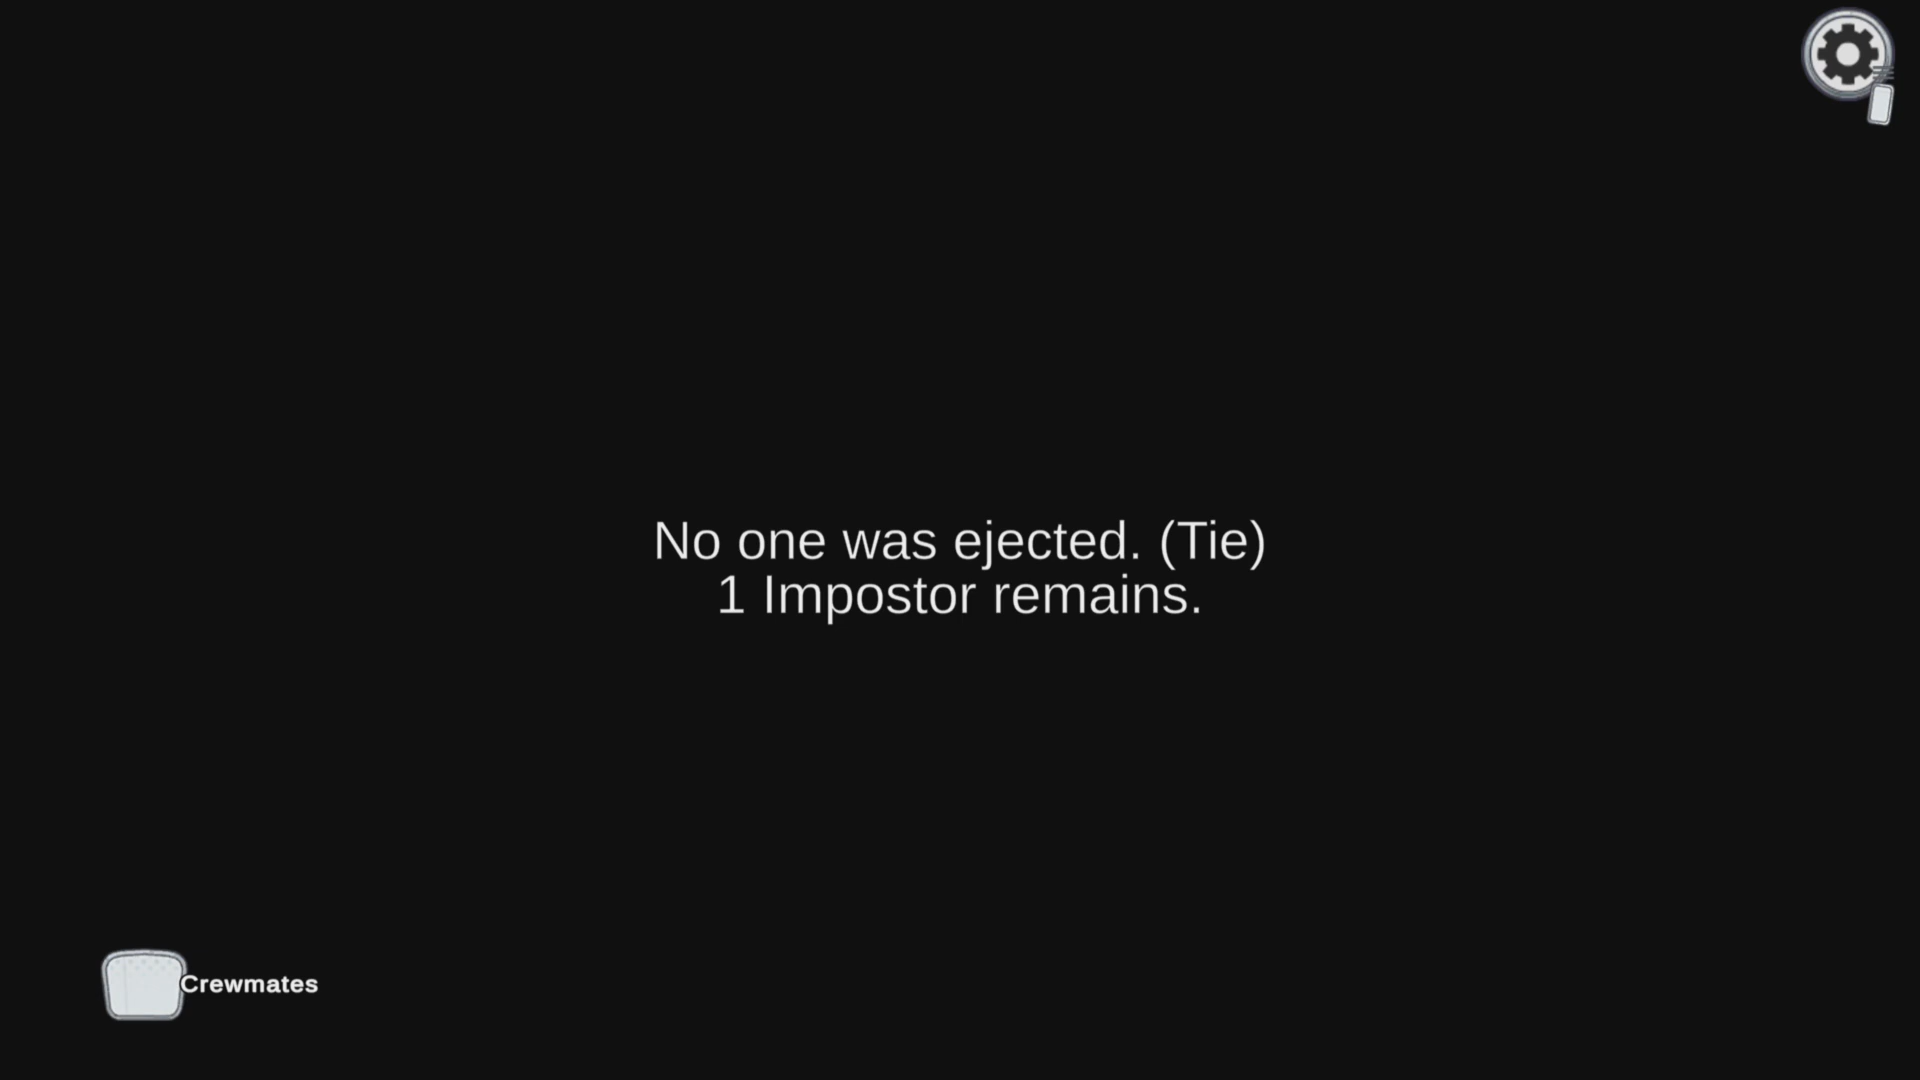 No one was ejected. (Tie)
1 Impostor remains.
Crewmates